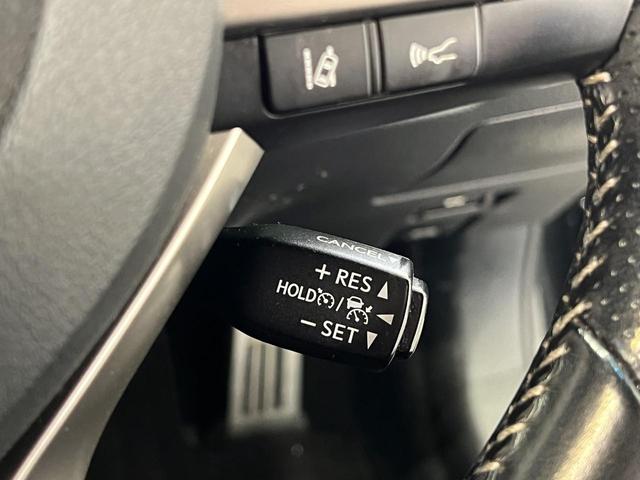 CANCEL
+ RES
HOLD /
− SET